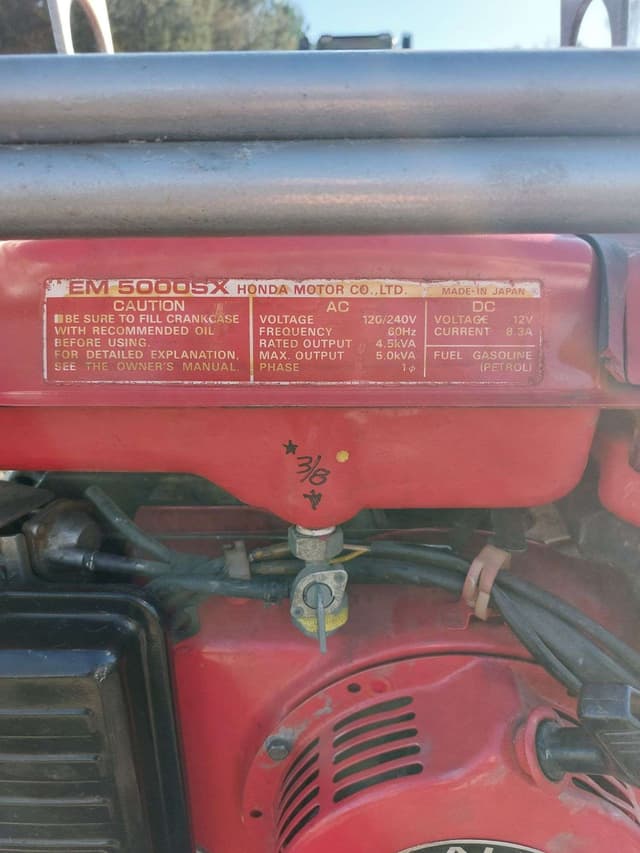 EM 5000SX HONDA MOTOR CO.,LTD. MADE-IN JAPAN
CAUTION
BE SURE TO FILL CRANKCASE
WITH RECOMMENDED OIL
BEFORE USING.
FOR DETAILED EXPLANATION,
SEE THE OWNER'S MANUAL
AC
VOLTAGE 120/240V
FREQUENCY 60Hz
RATED OUTPUT 4.5kVA
MAX. OUTPUT 5.0kVA
PHASE 1φ
DC
VOLTAGE 12V
CURRENT 8.3A
FUEL GASOLINE
(PETROL)
3/8